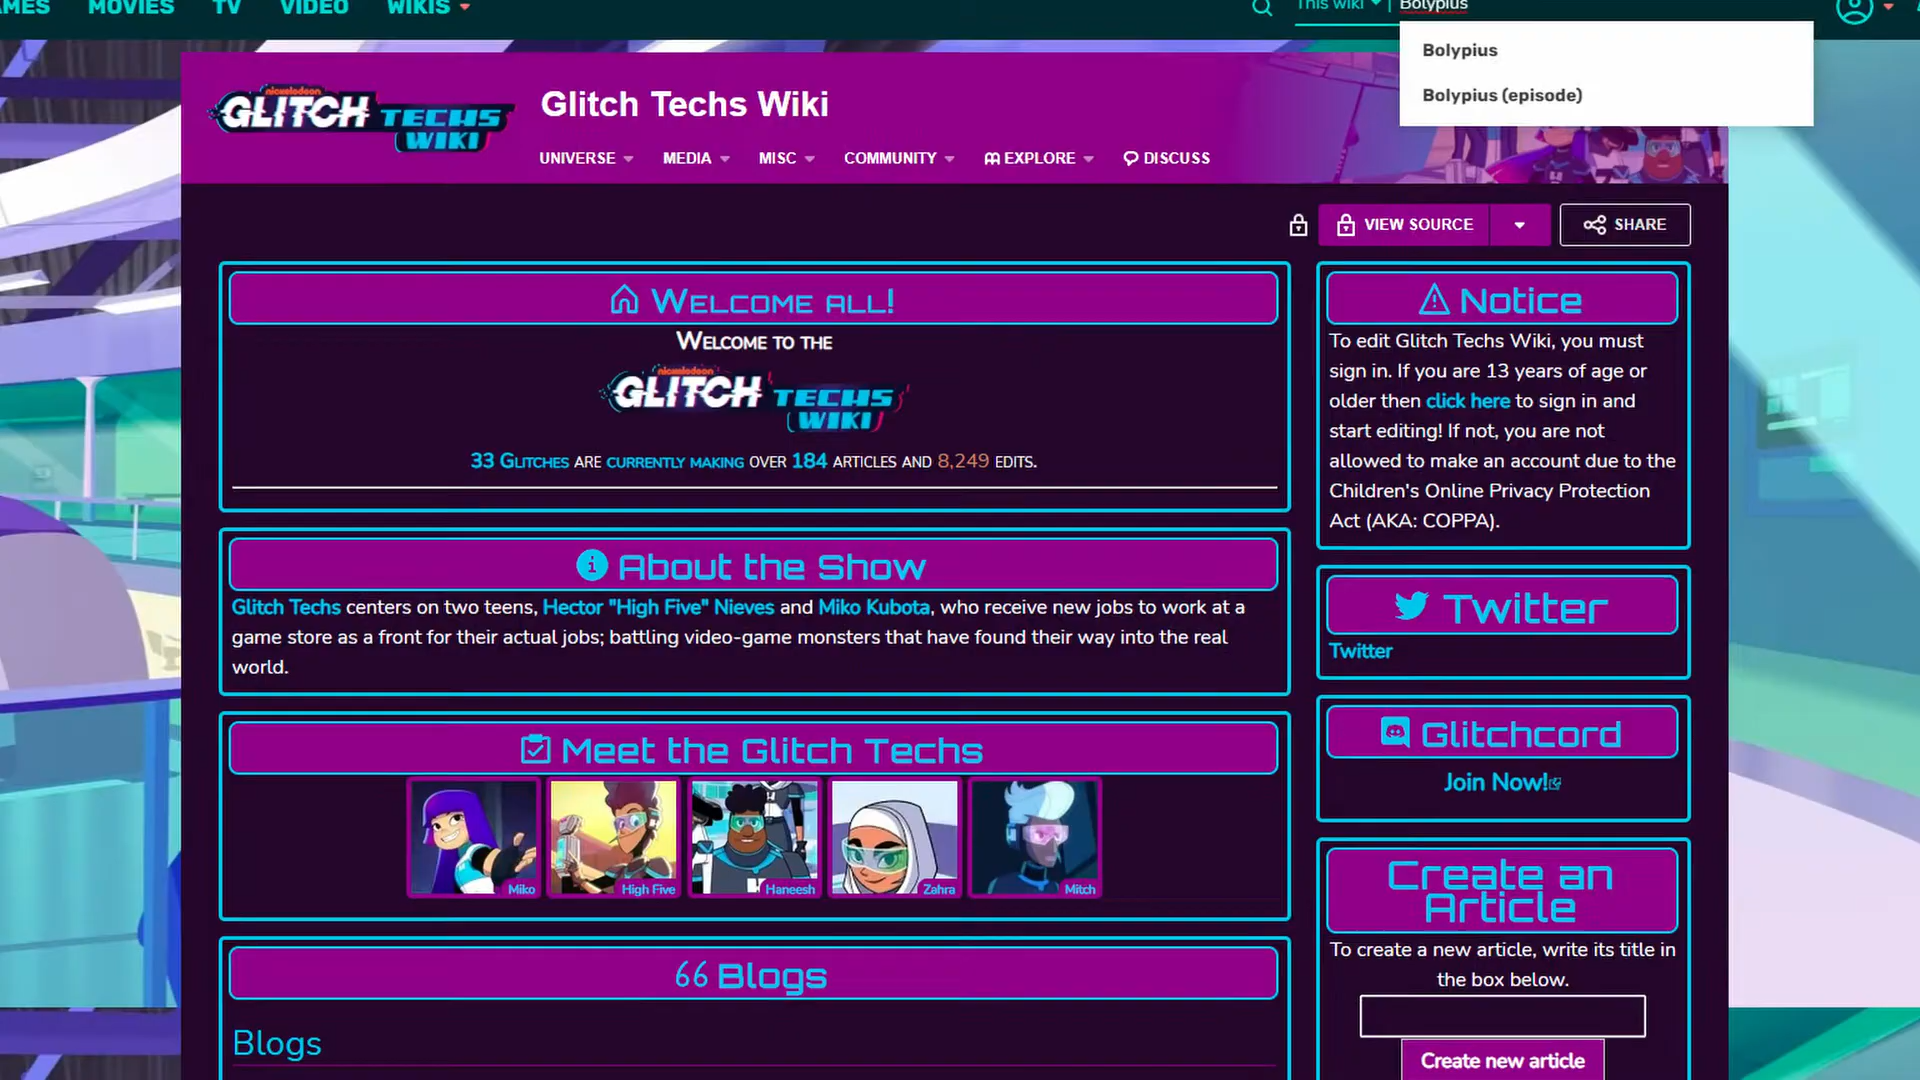 GAMES
MOVIES
TV
VIDEO
WIKIS
This wiki
Bolypius
Bolypius
Bolypius (episode)
nickelodeon
GLITCH TECHS
WIKI
Glitch Techs Wiki
UNIVERSE
MEDIA
MISC
COMMUNITY
EXPLORE
DISCUSS
VIEW SOURCE
SHARE
WELCOME ALL!
WELCOME TO THE
nickelodeon
GLITCH TECHS
WIKI
33 GLITCHES ARE CURRENTLY MAKING OVER 184 ARTICLES AND 8,249 EDITS.
About the Show
Glitch Techs centers on two teens, Hector "High Five" Nieves and Miko Kubota, who receive new jobs to work at a
game store as a front for their actual jobs; battling video-game monsters that have found their way into the real
world.
Meet the Glitch Techs
Miko
High Five
Haneesh
Zahra
Mitch
Blogs
Blogs
Notice
To edit Glitch Techs Wiki, you must
sign in. If you are 13 years of age or
older then click here to sign in and
start editing! If not, you are not
allowed to make an account due to the
Children's Online Privacy Protection
Act (AKA: COPPA).
Twitter
Twitter
Glitchcord
Join Now!
Create an
Article
To create a new article, write its title in
the box below.
Create new article